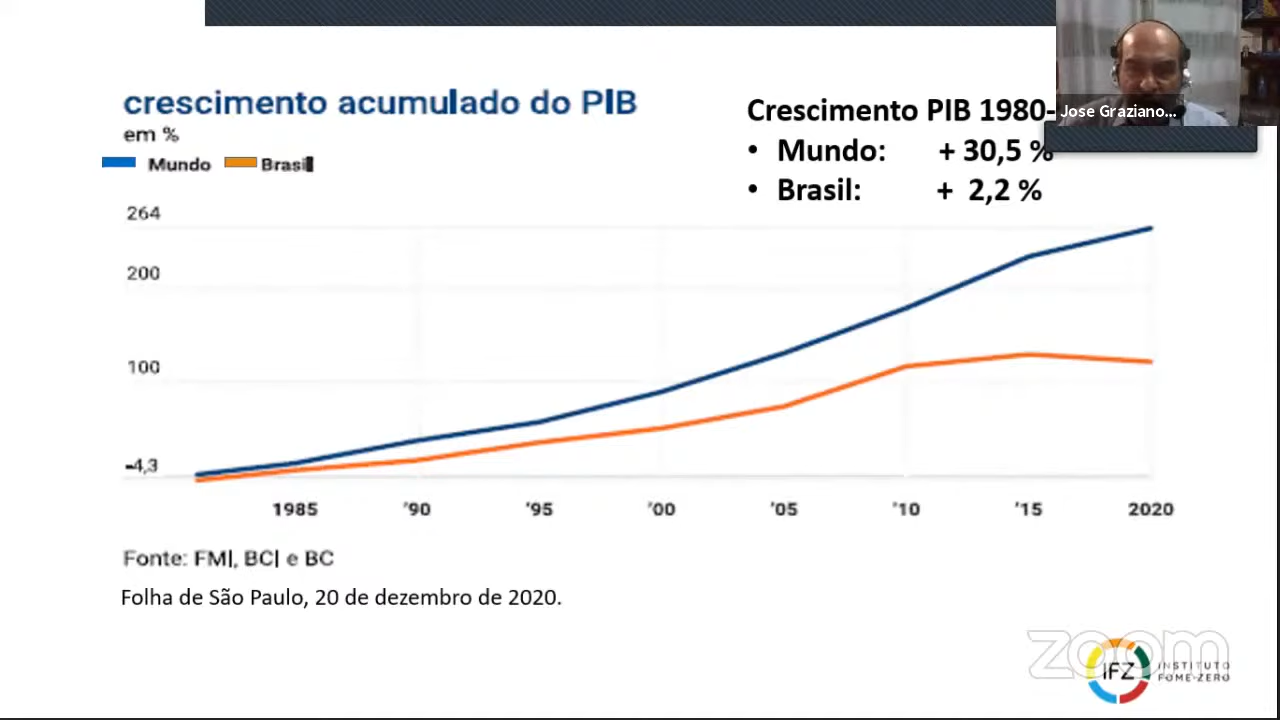 crescimento acumulado do PIB
em %
Mundo Brasil
Crescimento PIB 1980-
• Mundo: + 30,5 %
• Brasil: + 2,2 %
Jose Graziano...
264
200
100
-4,3
1985 '90 '95 '00 '05 '10 '15 2020
Fonte: FMI, BCI e BC
Folha de São Paulo, 20 de dezembro de 2020.
zoom
IFZ INSTITUTO
FOME·ZERO